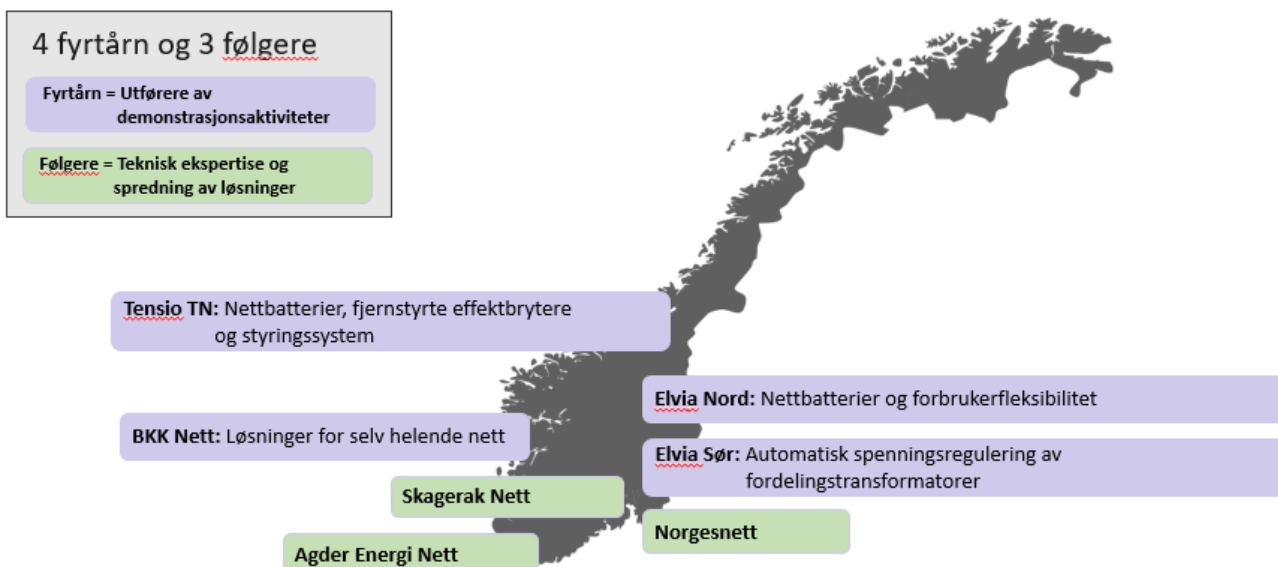 4 fyrtårn og 3 følgere
Fyrtårn = Utførere av
demonstrasjonsaktiviteter
Følgere = Teknisk ekspertise og
spredning av løsninger
Tensio TN: Nettbatterier, fjernstyrte effektbrytere
og styringssystem
Elvia Nord: Nettbatterier og forbrukerfleksibilitet
BKK Nett: Løsninger for selv helende nett
Elvia Sør: Automatisk spenningsregulering av
fordelingstransformatorer
Skagerak Nett
Norgesnett
Agder Energi Nett